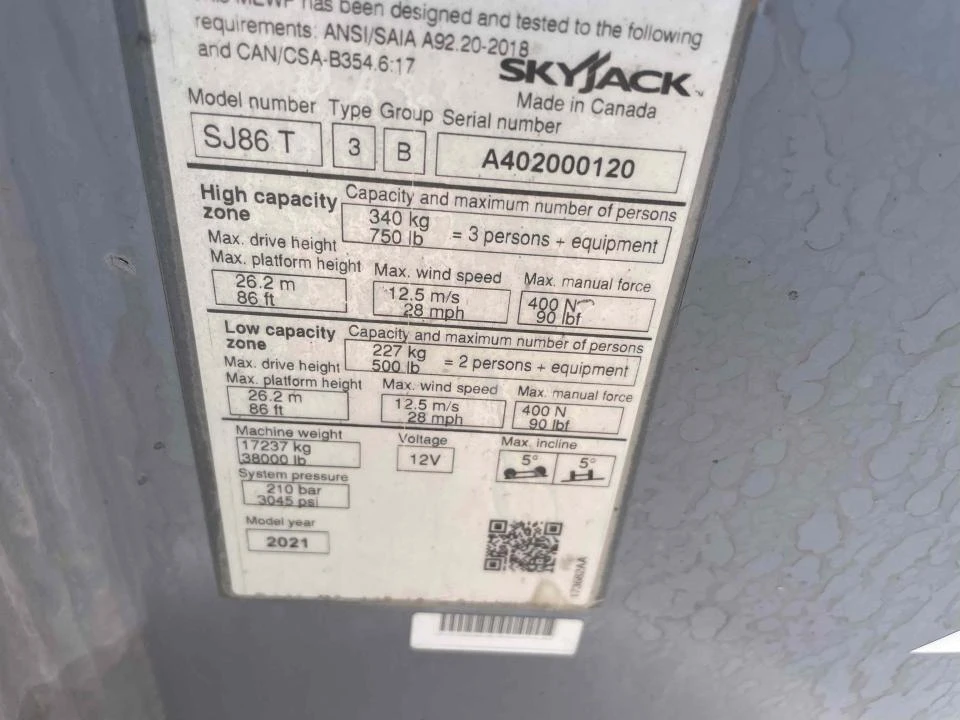 This MEWP has been designed and tested to the following
requirements: ANSI/SAIA A92.20-2018
and CAN/CSA-B354.6:17
SKYJACK
™
Made in Canada
Model number Type Group Serial number
SJ86 T 3 B A402000120
High capacity
zone
Capacity and maximum number of persons
340 kg
750 lb
= 3 persons + equipment
Max. drive height
Max. platform height Max. wind speed Max. manual force
26.2 m 12.5 m/s 400 N
86 ft 28 mph 90 lbf
Low capacity
zone
Capacity and maximum number of persons
227 kg
500 lb
= 2 persons + equipment
Max. drive height
Max. platform height Max. wind speed Max. manual force
26.2 m 12.5 m/s 400 N
86 ft 28 mph 90 lbf
Machine weight Voltage Max. incline
17237 kg 12V 5° 5°
38000 lb
System pressure
210 bar
3045 psi
Model year
2021
173662AA